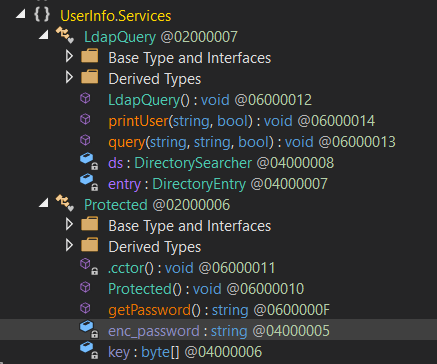 { } UserInfo.Services
LdapQuery @02000007
Base Type and Interfaces
Derived Types
LdapQuery() : void @06000012
printUser(string, bool) : void @06000014
query(string, string, bool) : void @06000013
ds : DirectorySearcher @04000008
entry : DirectoryEntry @04000007
Protected @02000006
Base Type and Interfaces
Derived Types
.cctor() : void @06000011
Protected() : void @06000010
getPassword() : string @0600000F
enc_password : string @04000005
key : byte[] @04000006